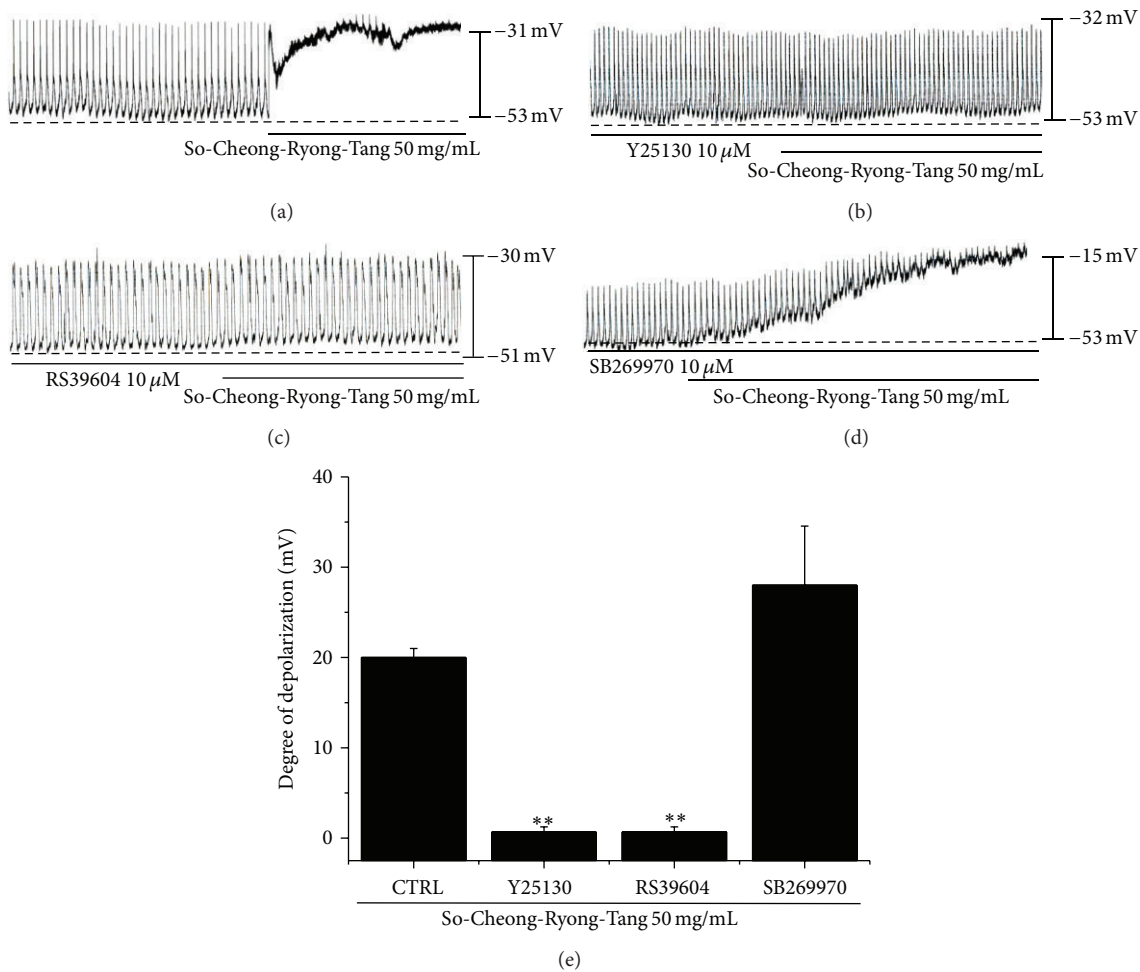 −31 mV
−53 mV
So-Cheong-Ryong-Tang 50 mg/mL
(a)
−32 mV
−53 mV
Y25130 10 μM
So-Cheong-Ryong-Tang 50 mg/mL
(b)
−30 mV
−51 mV
RS39604 10 μM
So-Cheong-Ryong-Tang 50 mg/mL
(c)
−15 mV
−53 mV
SB269970 10 μM
So-Cheong-Ryong-Tang 50 mg/mL
(d)
Degree of depolarization (mV)
40
30
20
10
0
** **
CTRL Y25130 RS39604 SB269970
So-Cheong-Ryong-Tang 50 mg/mL
(e)